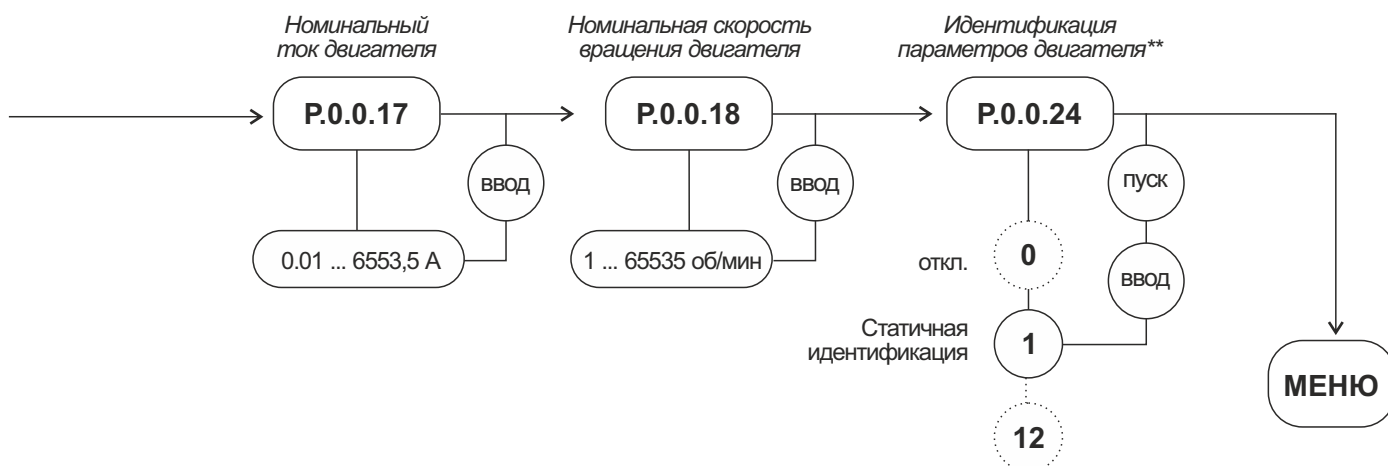 Номинальный
ток двигателя
Номинальная скорость
вращения двигателя
Идентификация
параметров двигателя**
P.0.0.17
P.0.0.18
P.0.0.24
ввод
ввод
пуск
0.01 ... 6553,5 А
1 ... 65535 об/мин
откл.
0
ввод
Статичная
идентификация
1
МЕНЮ
12